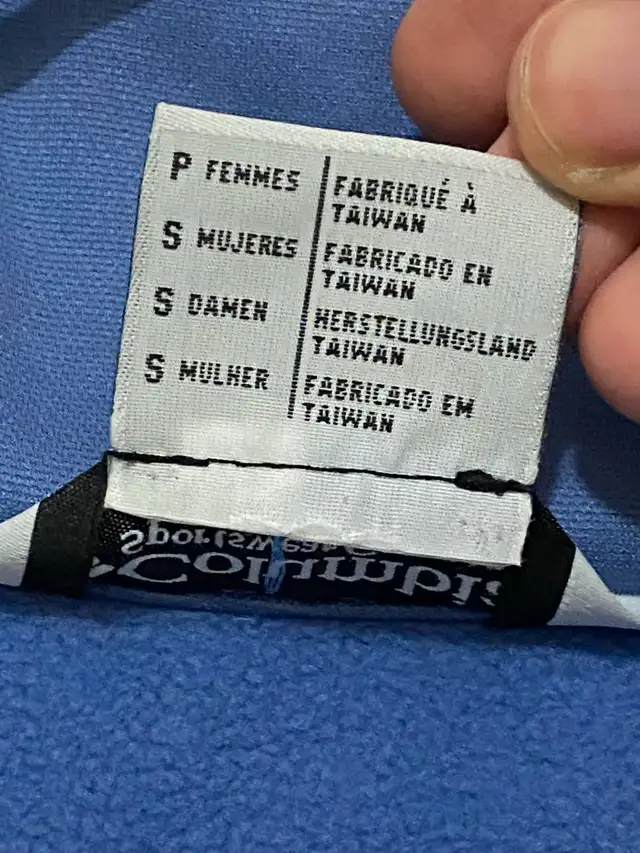 P FEMMES
S MUJERES
S DAMEN
S MULHER
FABRIQUÉ À
TAIWAN
FABRICADO EN
TAIWAN
HERSTELLUNGSLAND
TAIWAN
FABRICADO EM
TAIWAN
Columbia
Sportswear